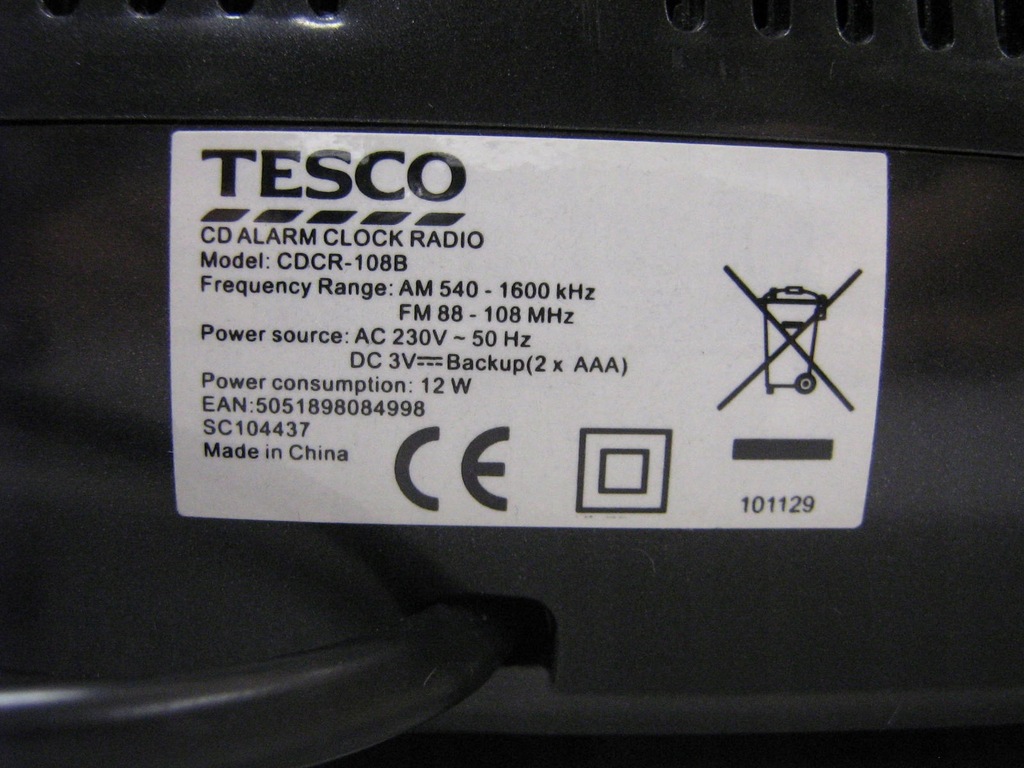 TESCO
CD ALARM CLOCK RADIO
Model: CDCR-108B
Frequency Range: AM 540 - 1600 kHz
FM 88 - 108 MHz
Power source: AC 230V ~ 50 Hz
DC 3V⎓Backup(2 x AAA)
Power consumption: 12 W
EAN:5051898084998
SC104437
Made in China
CE
101129